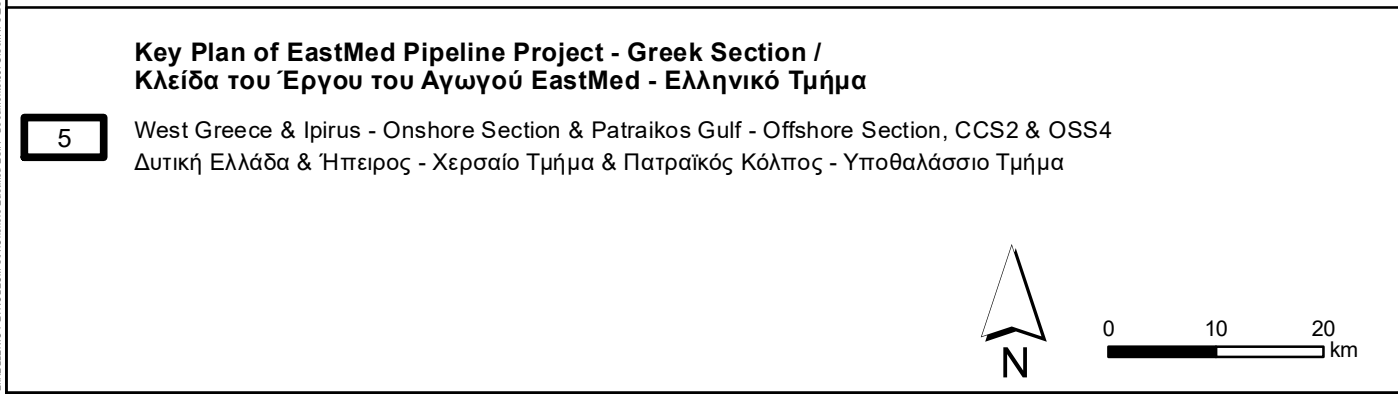 Key Plan of EastMed Pipeline Project - Greek Section /
Κλείδα του Έργου του Αγωγού EastMed - Ελληνικό Τμήμα
5
West Greece & Ipirus - Onshore Section & Patraikos Gulf - Offshore Section, CCS2 & OSS4
Δυτική Ελλάδα & Ήπειρος - Χερσαίο Τμήμα & Πατραϊκός Κόλπος - Υποθαλάσσιο Τμήμα
N
0 10 20
km